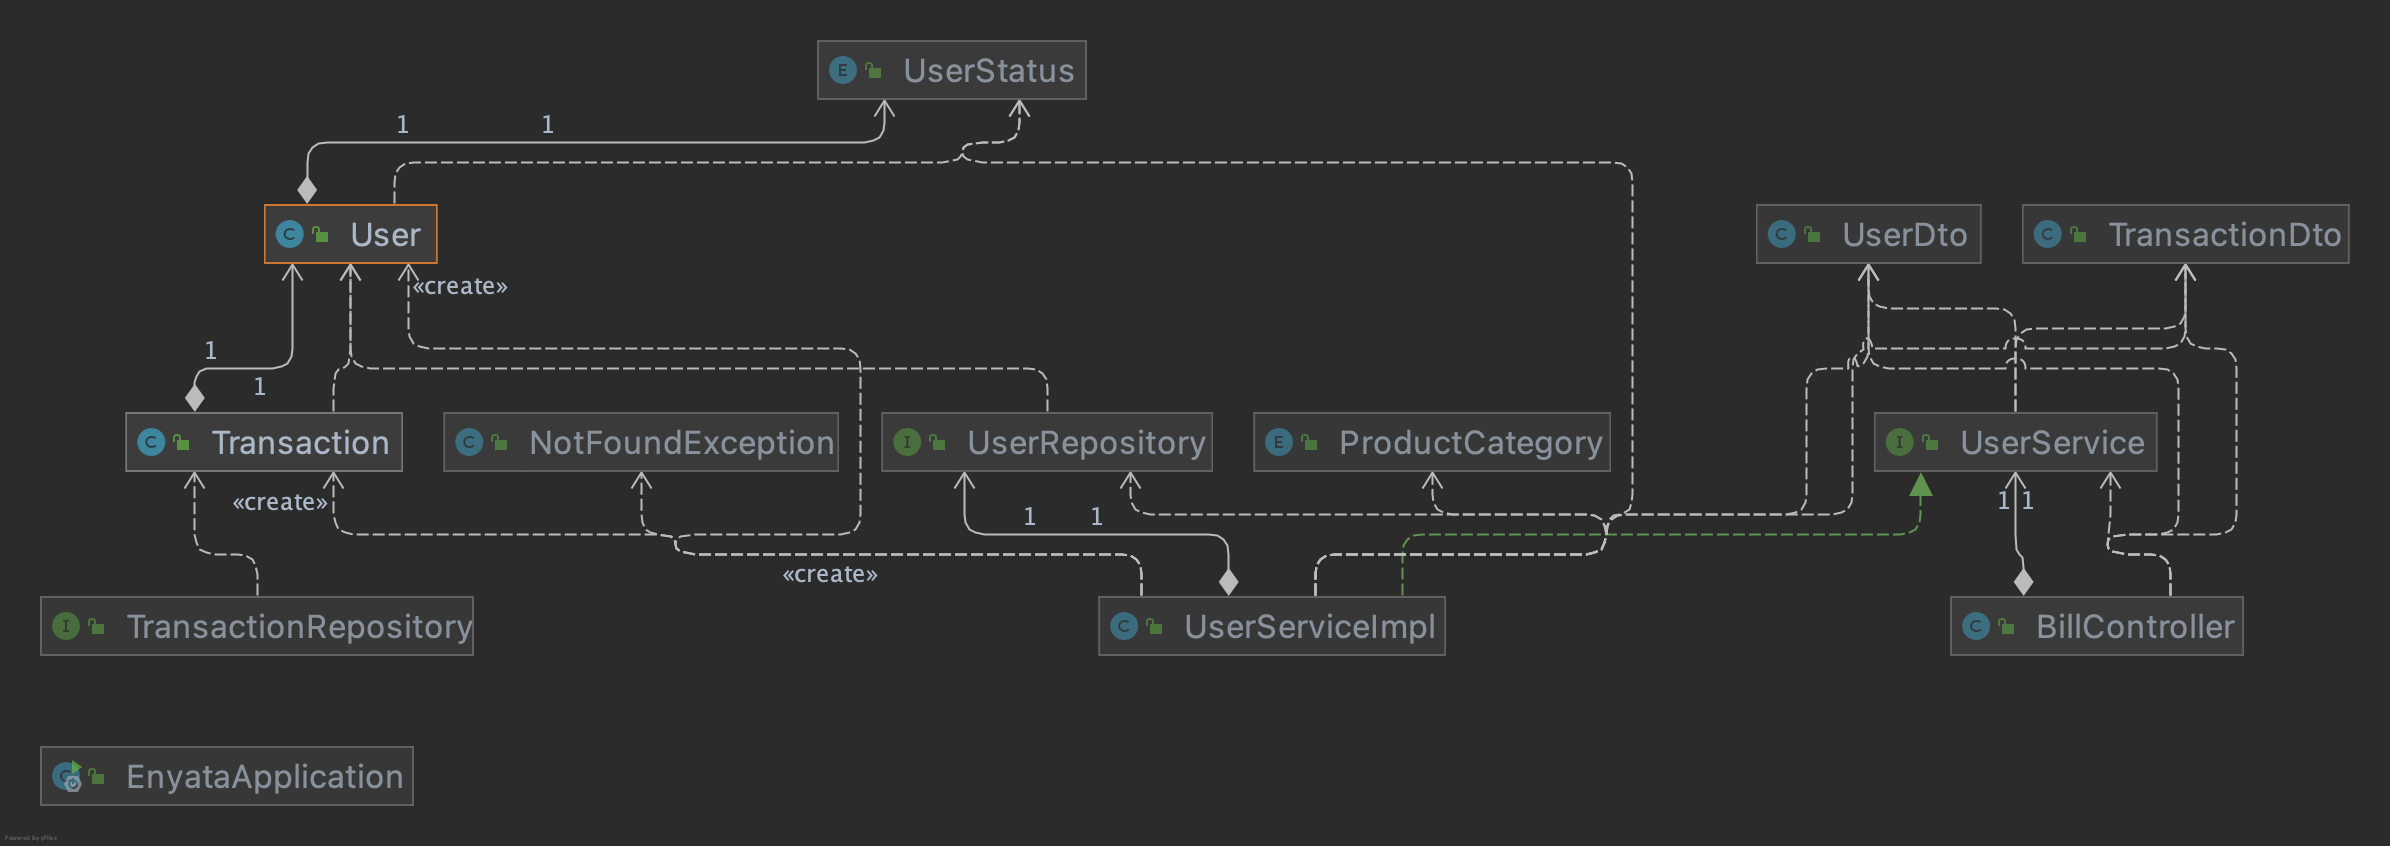 E UserStatus
1 1
C User
C UserDto
C TransactionDto
«create»
1
1
C Transaction
C NotFoundException
I UserRepository
E ProductCategory
I UserService
«create»
1 1
1 1
«create»
I TransactionRepository
C UserServiceImpl
C BillController
C EnyataApplication
Powered by yFiles